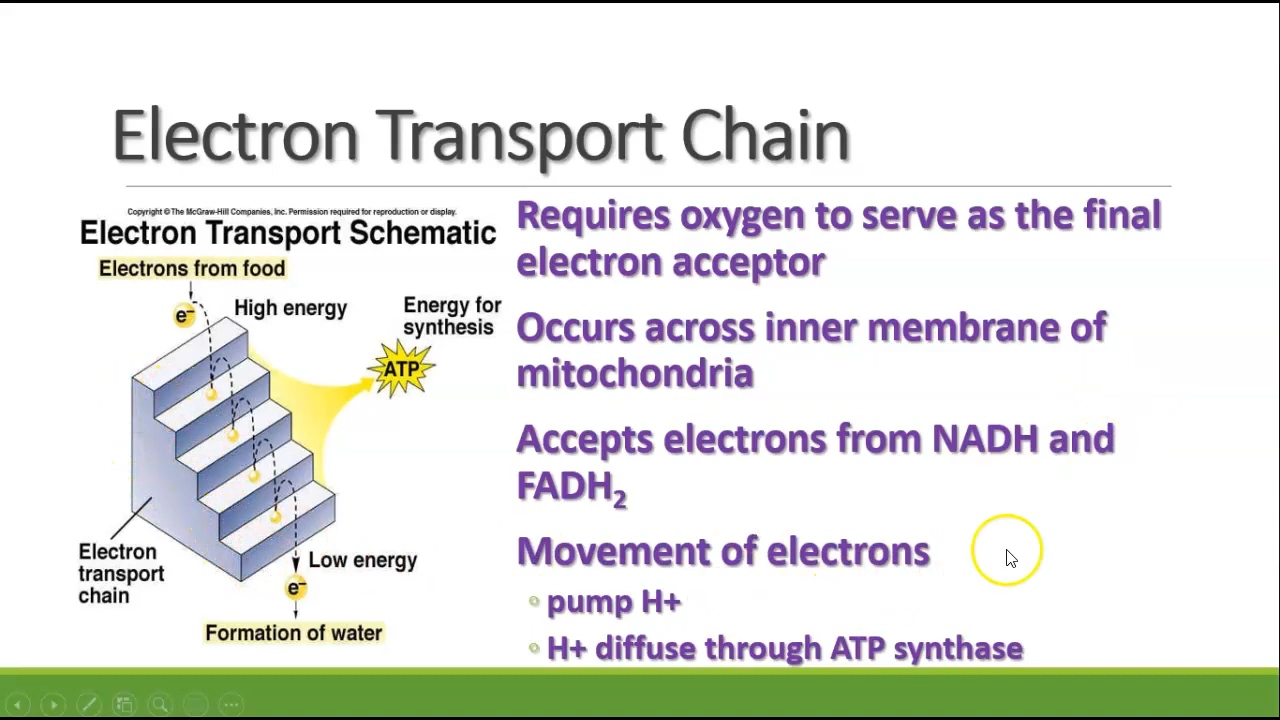 Electron Transport Chain
Copyright © The McGraw-Hill Companies, Inc. Permission required for reproduction or display.
Electron Transport Schematic
Electrons from food
e–
High energy
Energy for
synthesis
ATP
Electron
transport
chain
Low energy
e–
Formation of water
Requires oxygen to serve as the final
electron acceptor
Occurs across inner membrane of
mitochondria
Accepts electrons from NADH and
FADH₂
Movement of electrons
pump H+
H+ diffuse through ATP synthase